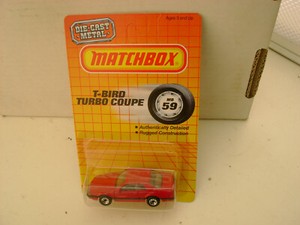 DIE-CAST
METAL
MATCHBOX
T-BIRD
TURBO COUPE
59
• Authentically Detailed
• Rugged Construction